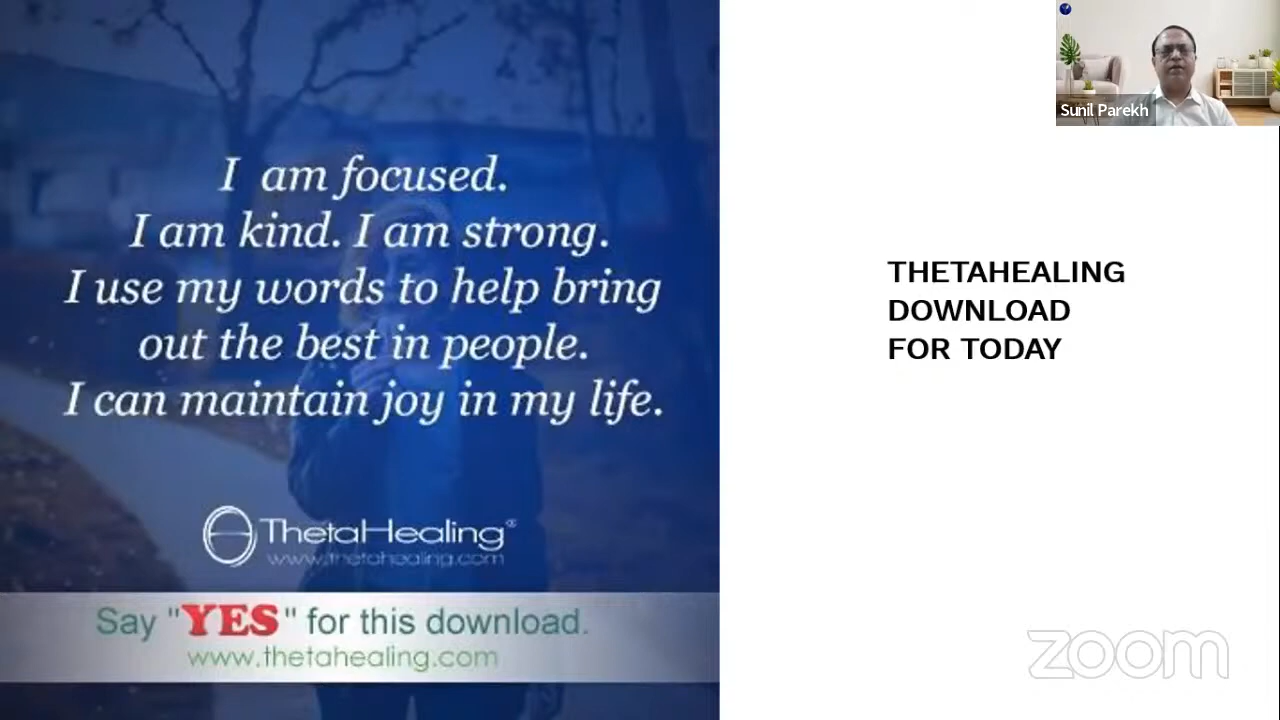 I am focused.
I am kind. I am strong.
I use my words to help bring
out the best in people.
I can maintain joy in my life.
ThetaHealing®
www.thetahealing.com
Say "YES" for this download.
www.thetahealing.com
THETAHEALING
DOWNLOAD
FOR TODAY
Sunil Parekh
zoom